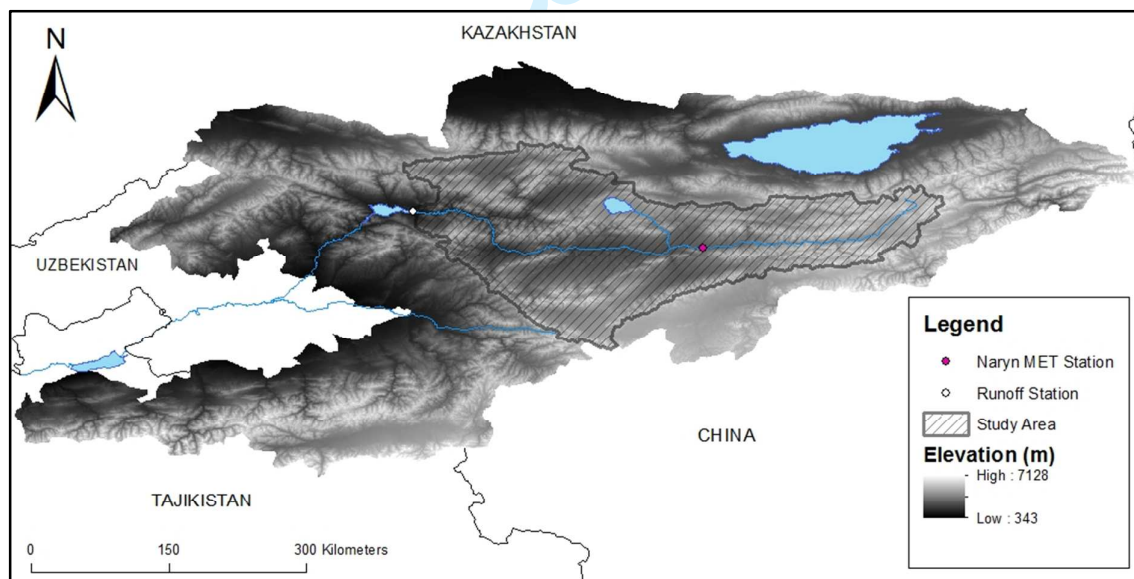 KAZAKHSTAN
N
UZBEKISTAN
CHINA
TAJIKISTAN
0 150 300 Kilometers
Legend
Naryn MET Station
Runoff Station
Study Area
Elevation (m)
High : 7128
Low : 343